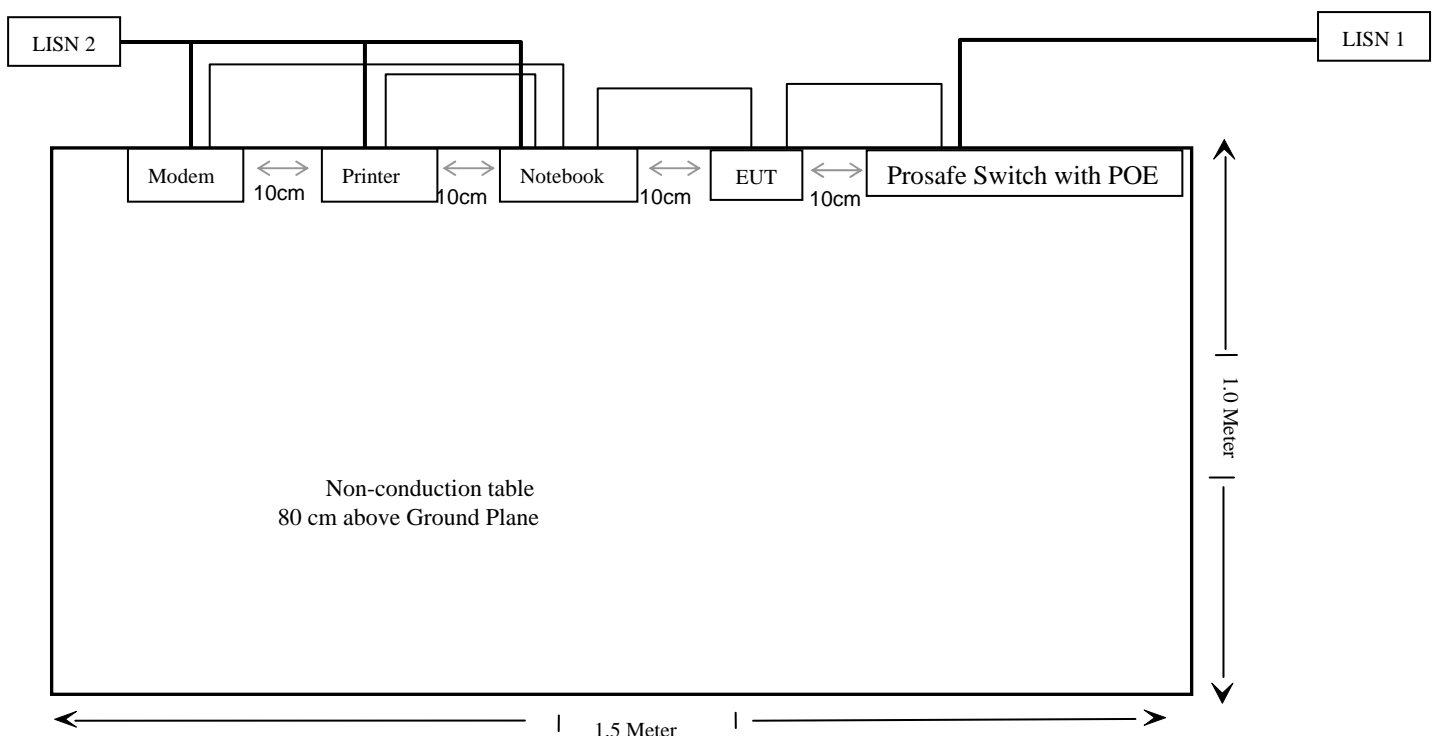 LISN 2
LISN 1
Modem
Printer
Notebook
EUT
Prosafe Switch with POE
10cm
10cm
10cm
10cm
1.0 Meter
Non-conduction table
80 cm above Ground Plane
1.5 Meter